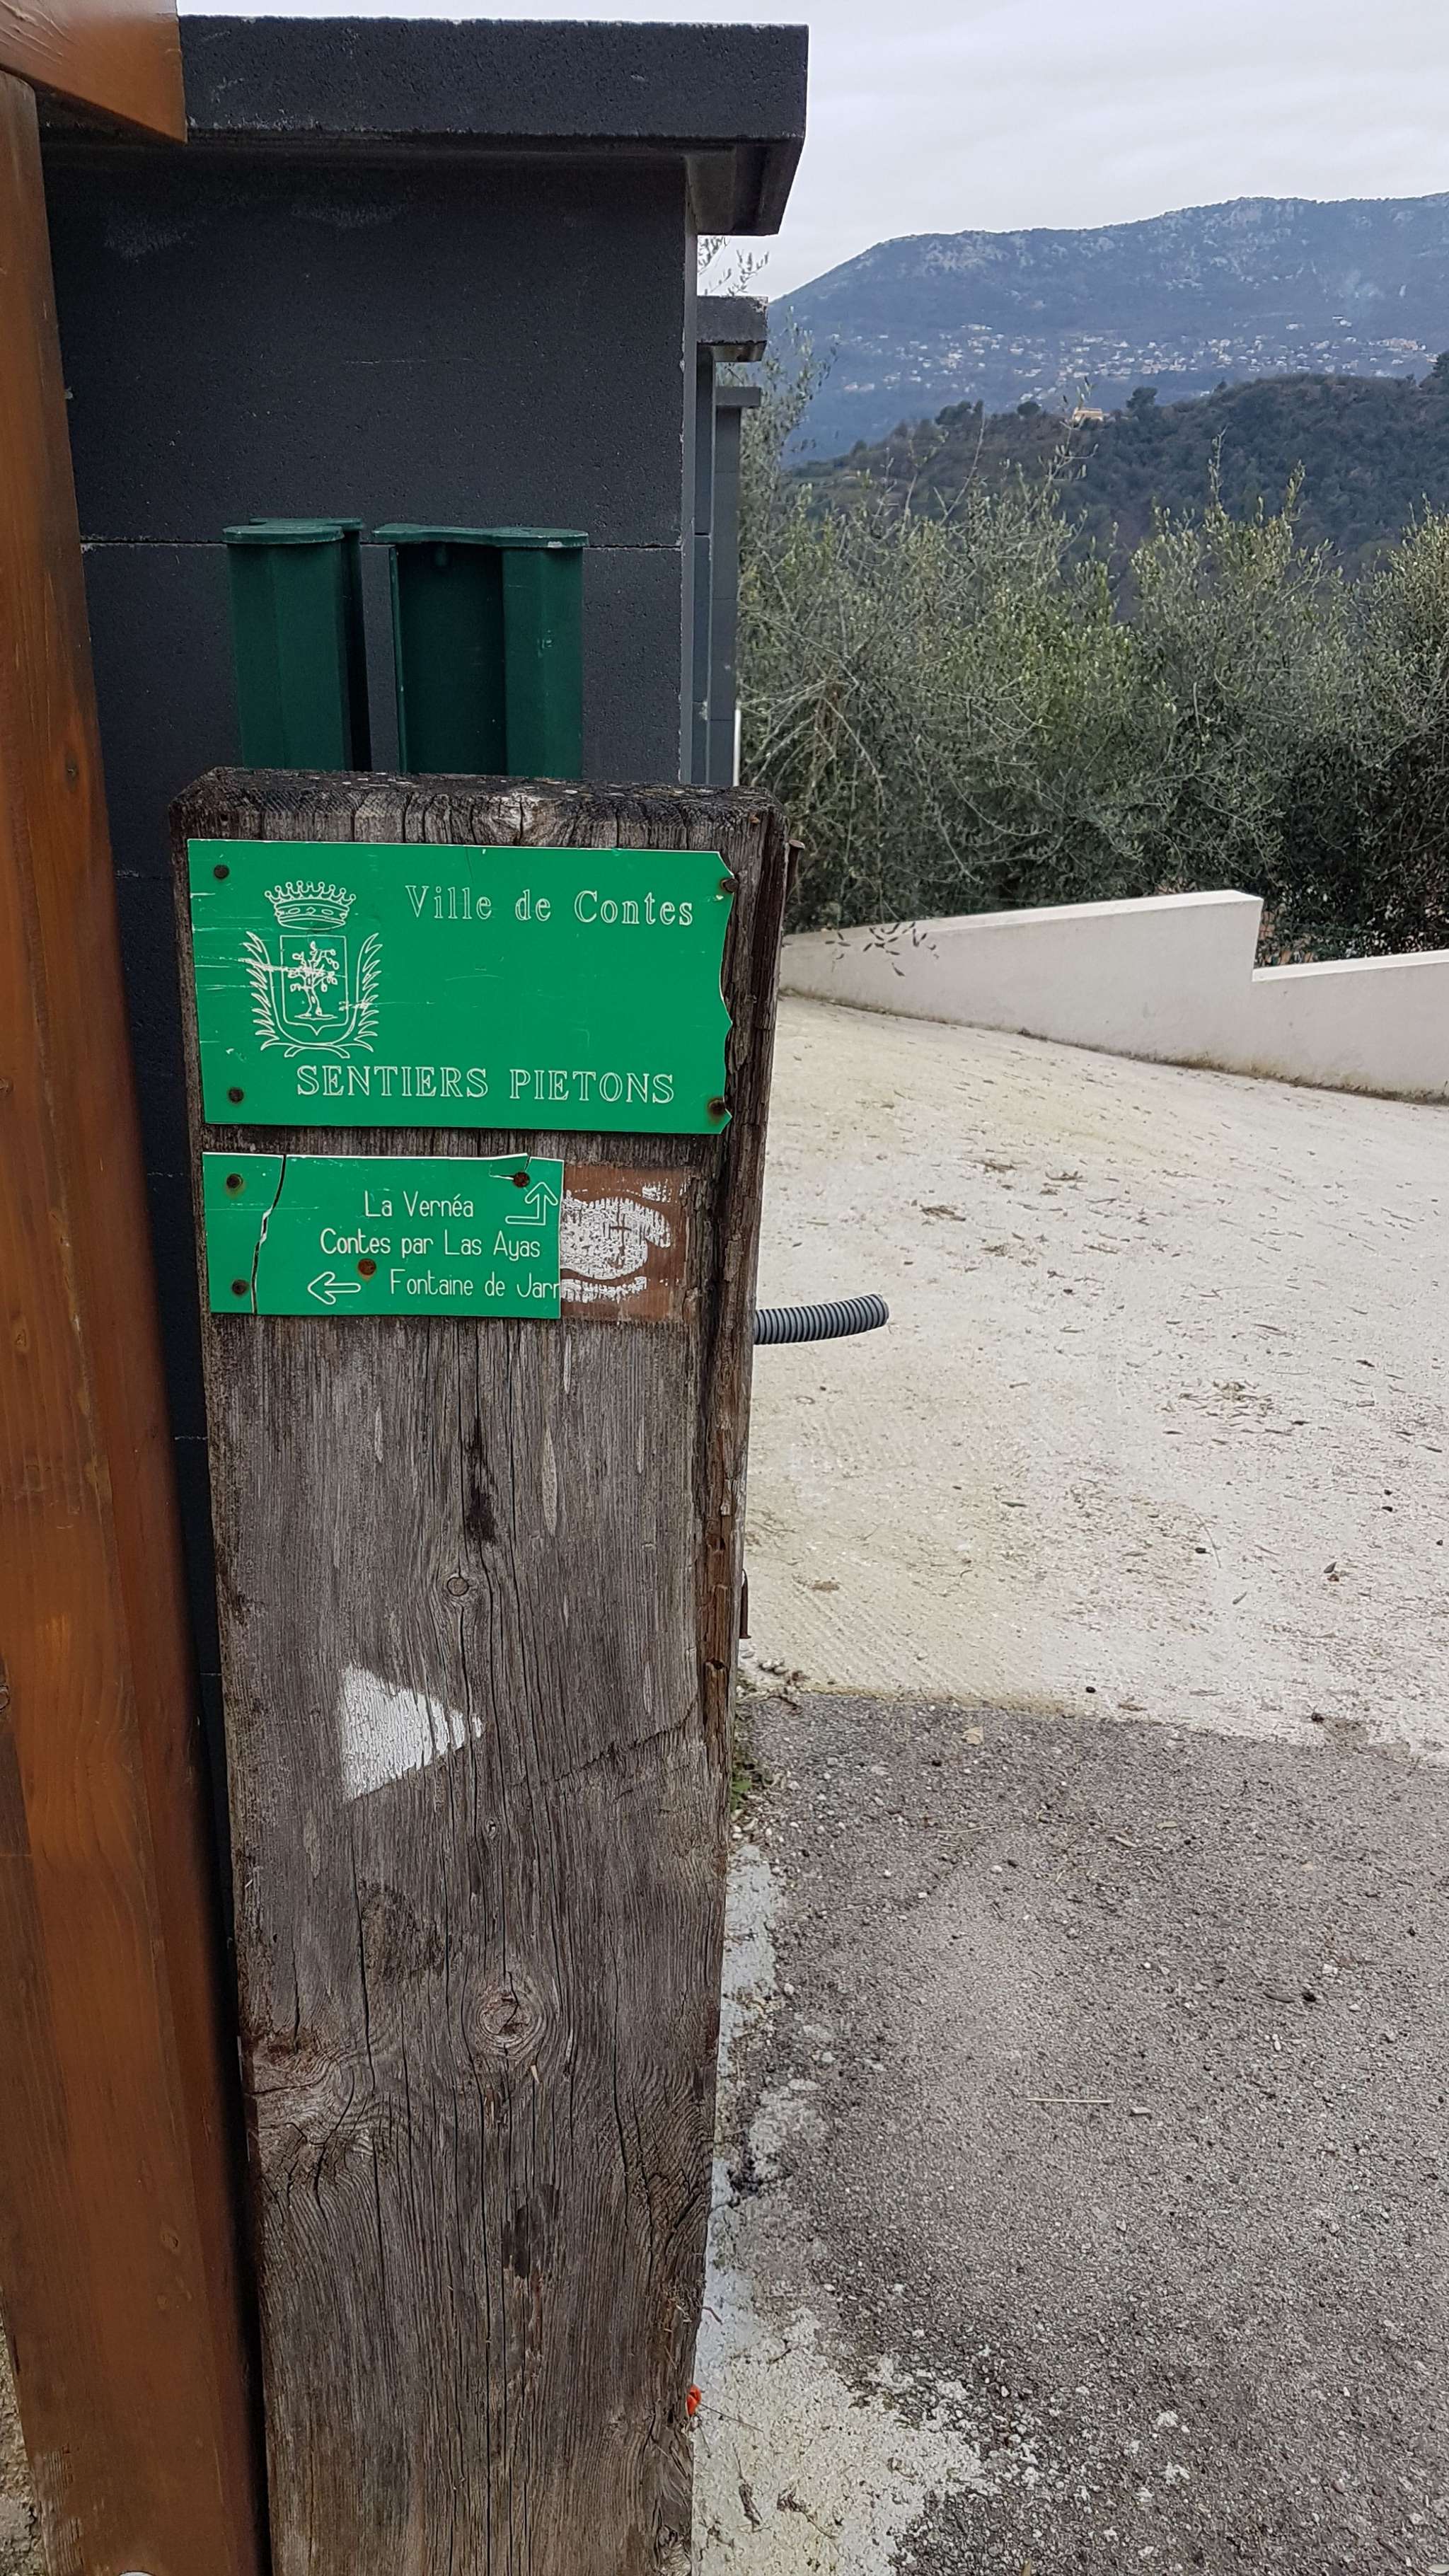 Ville de Contes
SENTIERS PIETONS
La Vernéa
Contes par Las Ayas
Fontaine de Jarr